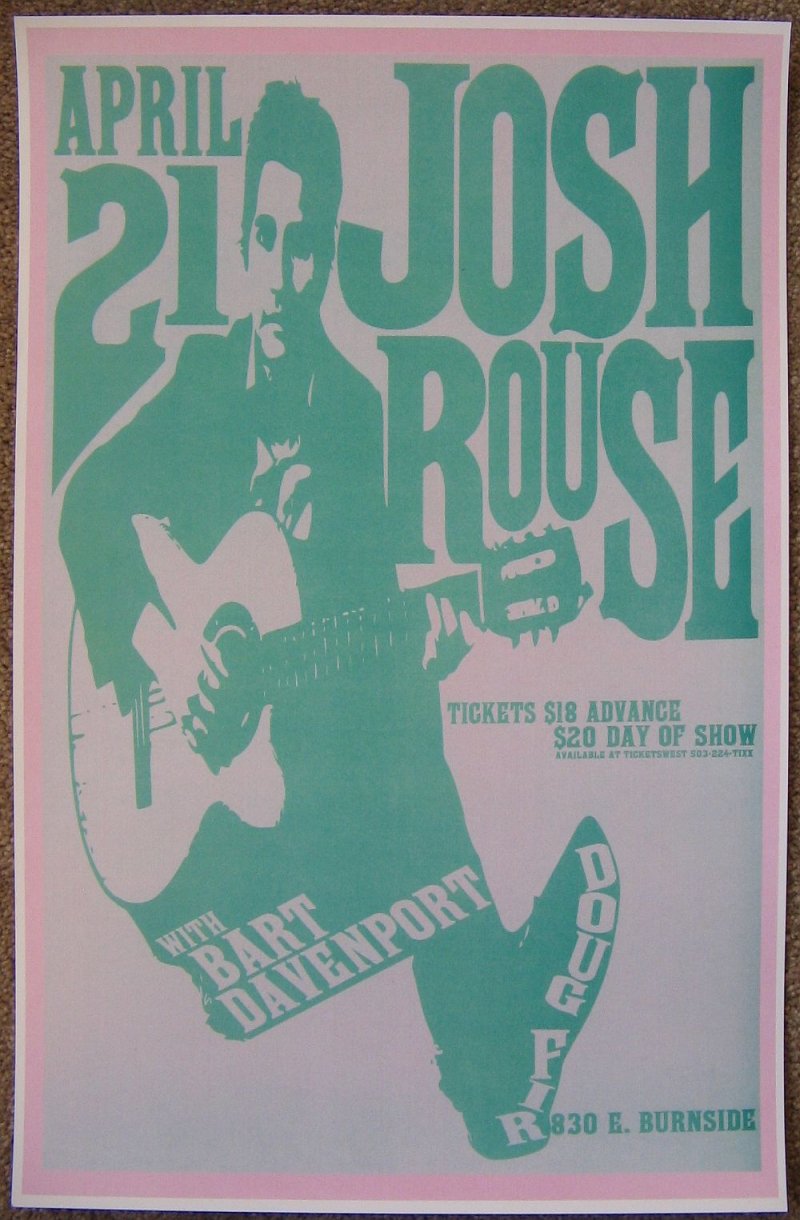 APRIL
21
JOSH
ROUSE
TICKETS $18 ADVANCE
$20 DAY OF SHOW
AVAILABLE AT TICKETSWEST 503-224-TIXX
WITH
BART
DAVENPORT
DOUG FIR
830 E. BURNSIDE